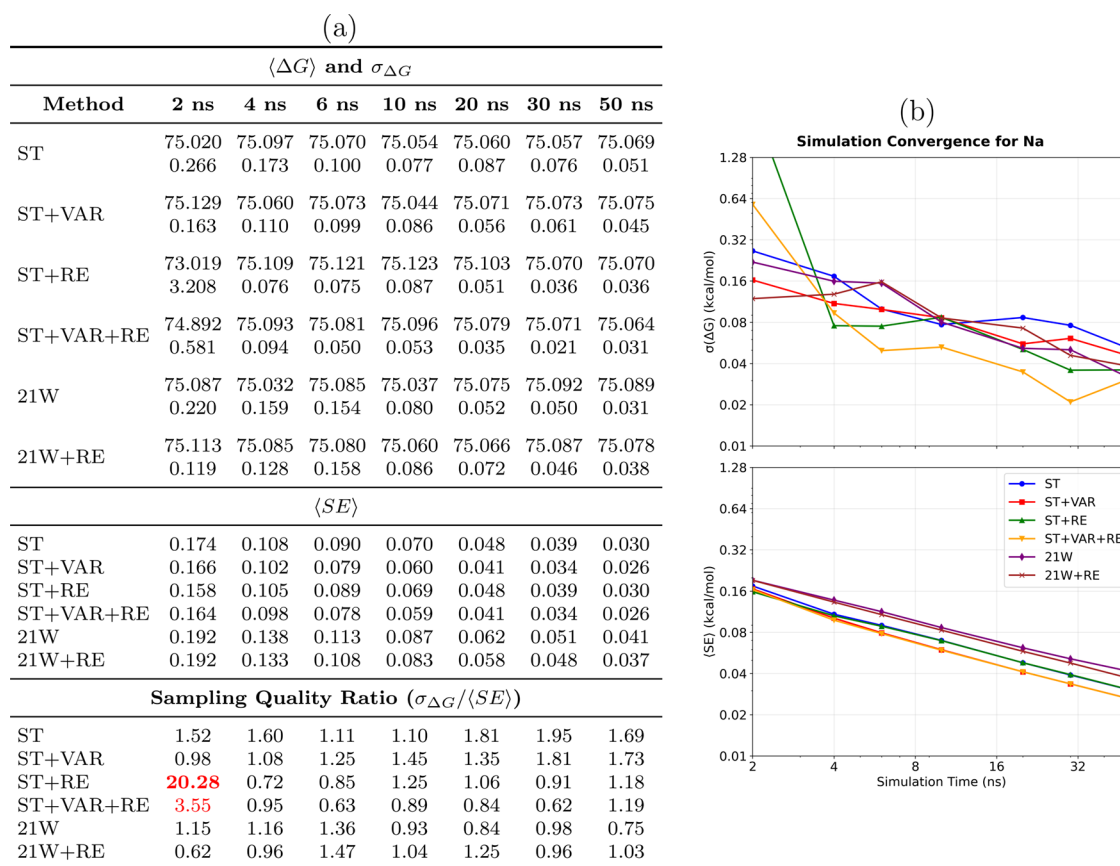 (a)
⟨ΔG⟩ and σΔG
Method 2 ns 4 ns 6 ns 10 ns 20 ns 30 ns 50 ns
ST 75.020 75.097 75.070 75.054 75.060 75.057 75.069
0.266 0.173 0.100 0.077 0.087 0.076 0.051
ST+VAR 75.129 75.060 75.073 75.044 75.071 75.073 75.075
0.163 0.110 0.099 0.086 0.056 0.061 0.045
ST+RE 73.019 75.109 75.121 75.123 75.103 75.070 75.070
3.208 0.076 0.075 0.087 0.051 0.036 0.036
ST+VAR+RE 74.892 75.093 75.081 75.096 75.079 75.071 75.064
0.581 0.094 0.050 0.053 0.035 0.021 0.031
21W 75.087 75.032 75.085 75.037 75.075 75.092 75.089
0.220 0.159 0.154 0.080 0.052 0.050 0.031
21W+RE 75.113 75.085 75.080 75.060 75.066 75.087 75.078
0.119 0.128 0.158 0.086 0.072 0.046 0.038
⟨SE⟩
ST 0.174 0.108 0.090 0.070 0.048 0.039 0.030
ST+VAR 0.166 0.102 0.079 0.060 0.041 0.034 0.026
ST+RE 0.158 0.105 0.089 0.069 0.048 0.039 0.030
ST+VAR+RE 0.164 0.098 0.078 0.059 0.041 0.034 0.026
21W 0.192 0.138 0.113 0.087 0.062 0.051 0.041
21W+RE 0.192 0.133 0.108 0.083 0.058 0.048 0.037
Sampling Quality Ratio (σΔG/⟨SE⟩)
ST 1.52 1.60 1.11 1.10 1.81 1.95 1.69
ST+VAR 0.98 1.08 1.25 1.45 1.35 1.81 1.73
ST+RE 20.28 0.72 0.85 1.25 1.06 0.91 1.18
ST+VAR+RE 3.55 0.95 0.63 0.89 0.84 0.62 1.19
21W 1.15 1.16 1.36 0.93 0.84 0.98 0.75
21W+RE 0.62 0.96 1.47 1.04 1.25 0.96 1.03
(b)
Simulation Convergence for Na
1.28
0.64
0.32
0.16
0.08
0.04
0.02
0.01
σ(ΔG) (kcal/mol)
1.28
0.64
0.32
0.16
0.08
0.04
0.02
0.01
⟨SE⟩ (kcal/mol)
ST
ST+VAR
ST+RE
ST+VAR+RE
21W
21W+RE
2 4 8 16 32
Simulation Time (ns)